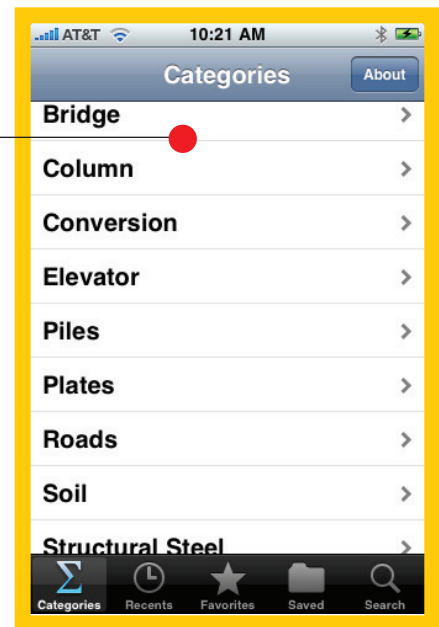 AT&T 10:21 AM
Categories About
Bridge
Column
Conversion
Elevator
Piles
Plates
Roads
Soil
Structural Steel
Categories Recents Favorites Saved Search